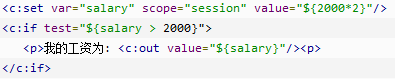 <c:set var="salary" scope="session" value="${2000*2}"/>
<c:if test="${salary > 2000}">
<p>我的工资为: <c:out value="${salary}"/><p>
</c:if>